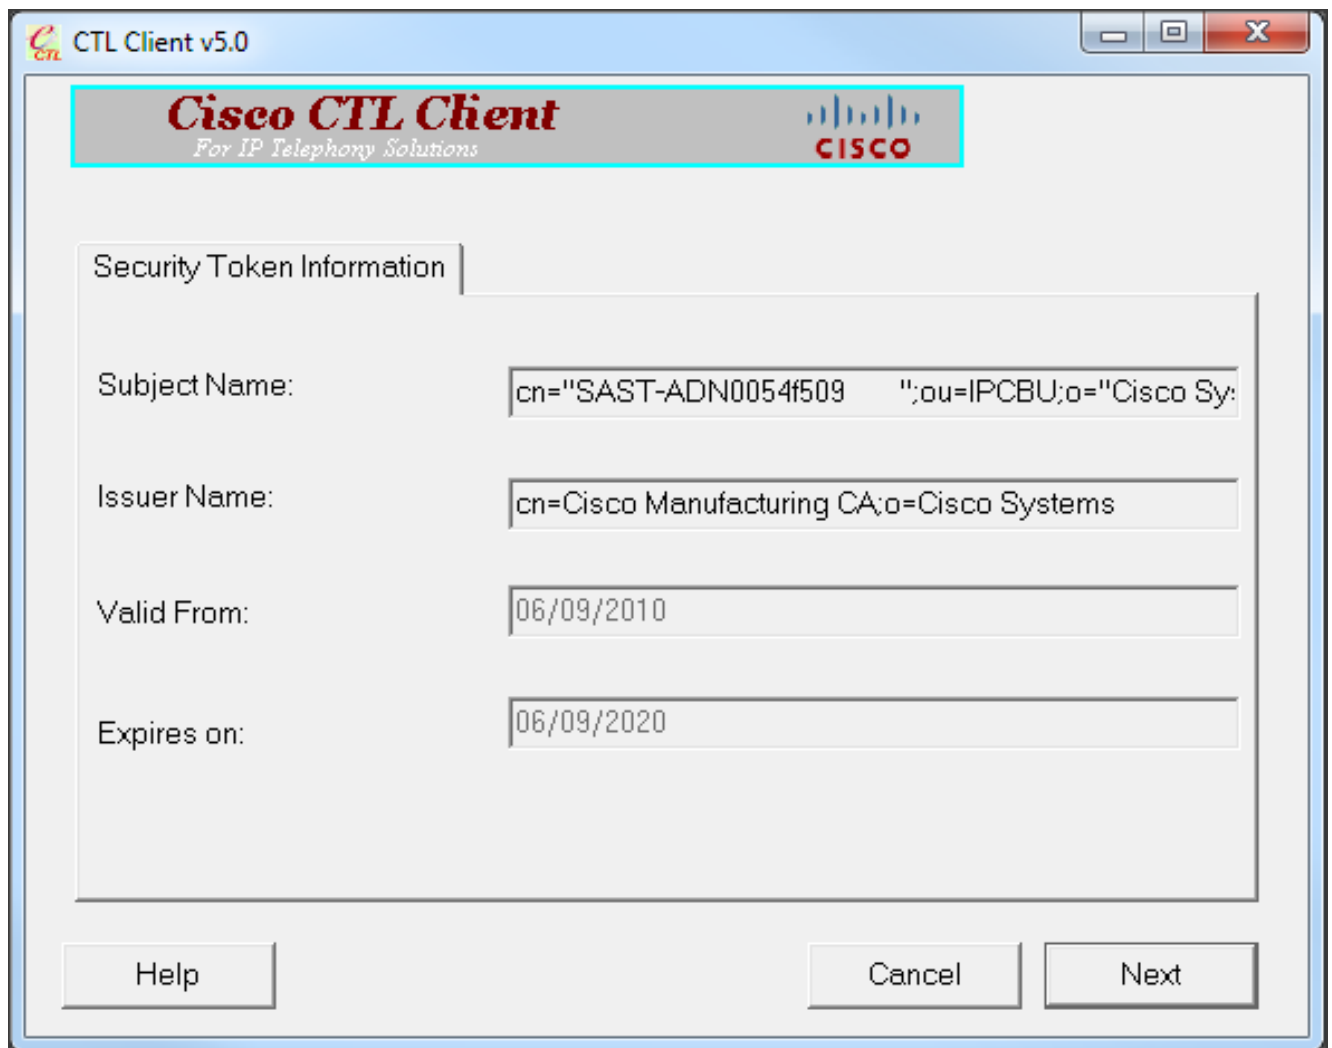 CTL Client v5.0
Cisco CTL Client
For IP Telephony Solutions
CISCO
Security Token Information
Subject Name:
cn="SAST-ADN0054f509 ";ou=IPCBU;o="Cisco Sys
Issuer Name:
cn=Cisco Manufacturing CA;o=Cisco Systems
Valid From:
06/09/2010
Expires on:
06/09/2020
Help
Cancel
Next